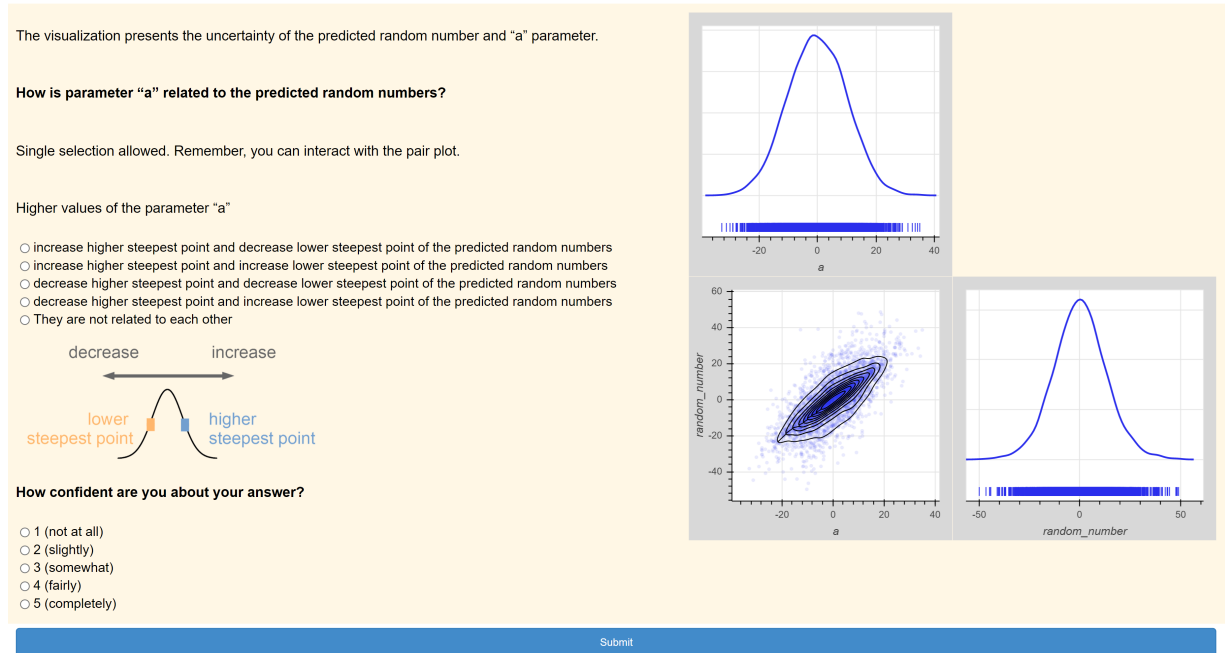 The visualization presents the uncertainty of the predicted random number and “a” parameter.
How is parameter “a” related to the predicted random numbers?
Single selection allowed. Remember, you can interact with the pair plot.
Higher values of the parameter “a”
increase higher steepest point and decrease lower steepest point of the predicted random numbers
increase higher steepest point and increase lower steepest point of the predicted random numbers
decrease higher steepest point and decrease lower steepest point of the predicted random numbers
decrease higher steepest point and increase lower steepest point of the predicted random numbers
They are not related to each other
decrease increase
lower
steepest point
higher
steepest point
How confident are you about your answer?
1 (not at all)
2 (slightly)
3 (somewhat)
4 (fairly)
5 (completely)
-20 0 20 40
a
60
40
20
0
-20
-40
random_number
-20 0 20 40
a
-50 0 50
random_number
Submit